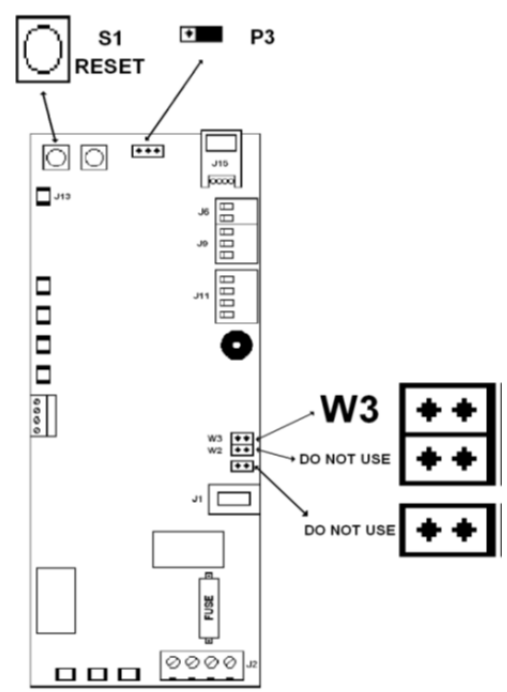 S1
RESET
P3
J15
J13
J6
J9
J11
W3
W3
W2
DO NOT USE
J1
DO NOT USE
FUSE
J2